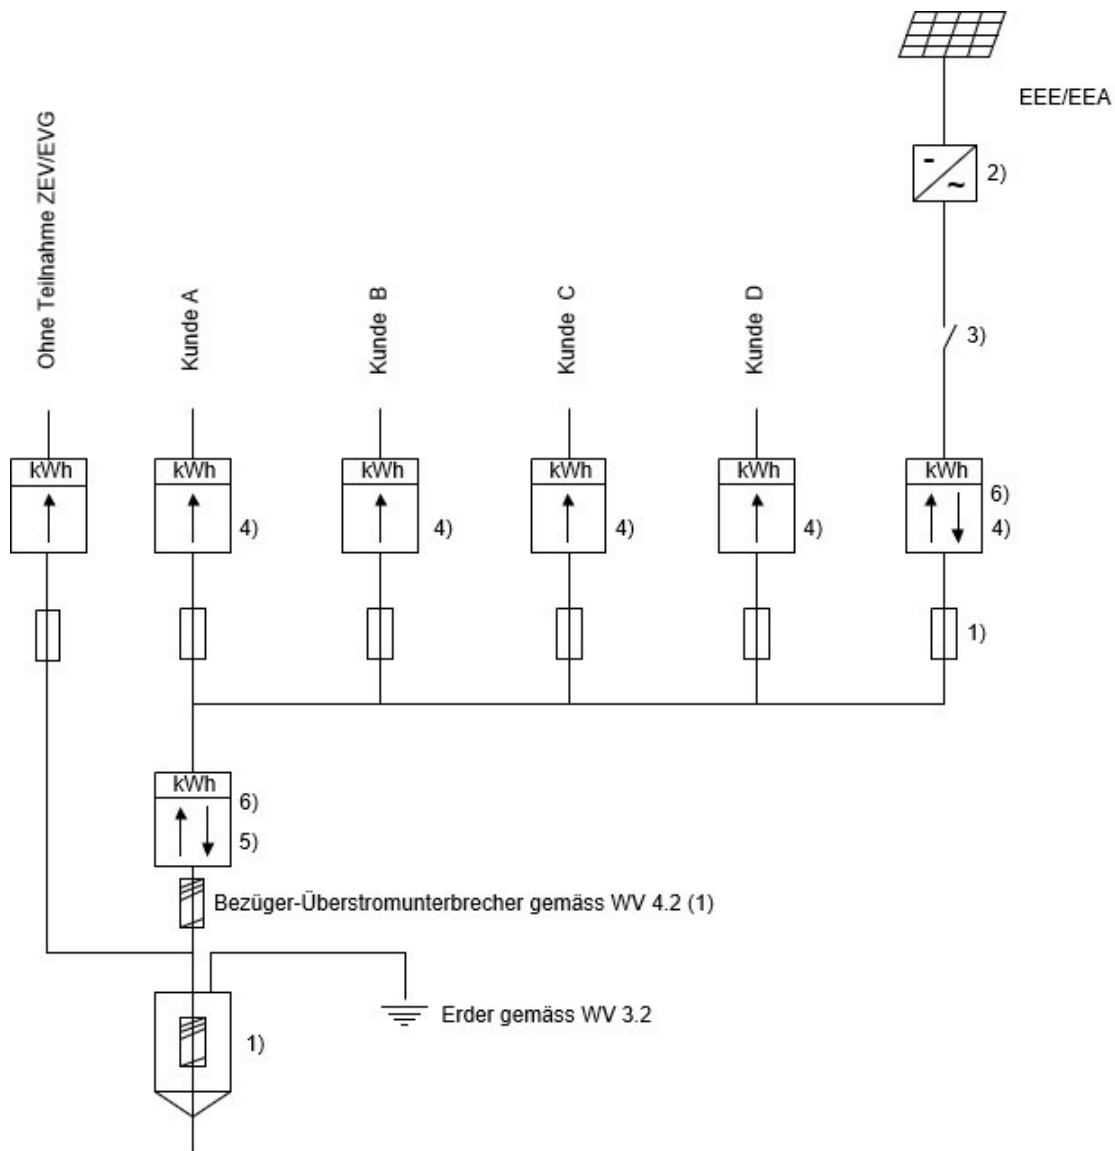 EEE/EEA
-
~
2)
Ohne Teilnahme ZEV/EVG
Kunde A
Kunde B
Kunde C
Kunde D
3)
kWh
kWh
4)
kWh
4)
kWh
4)
kWh
4)
kWh
6)
4)
1)
kWh
6)
5)
Bezüger-Überstromunterbrecher gemäss WV 4.2 (1)
Erder gemäss WV 3.2
1)